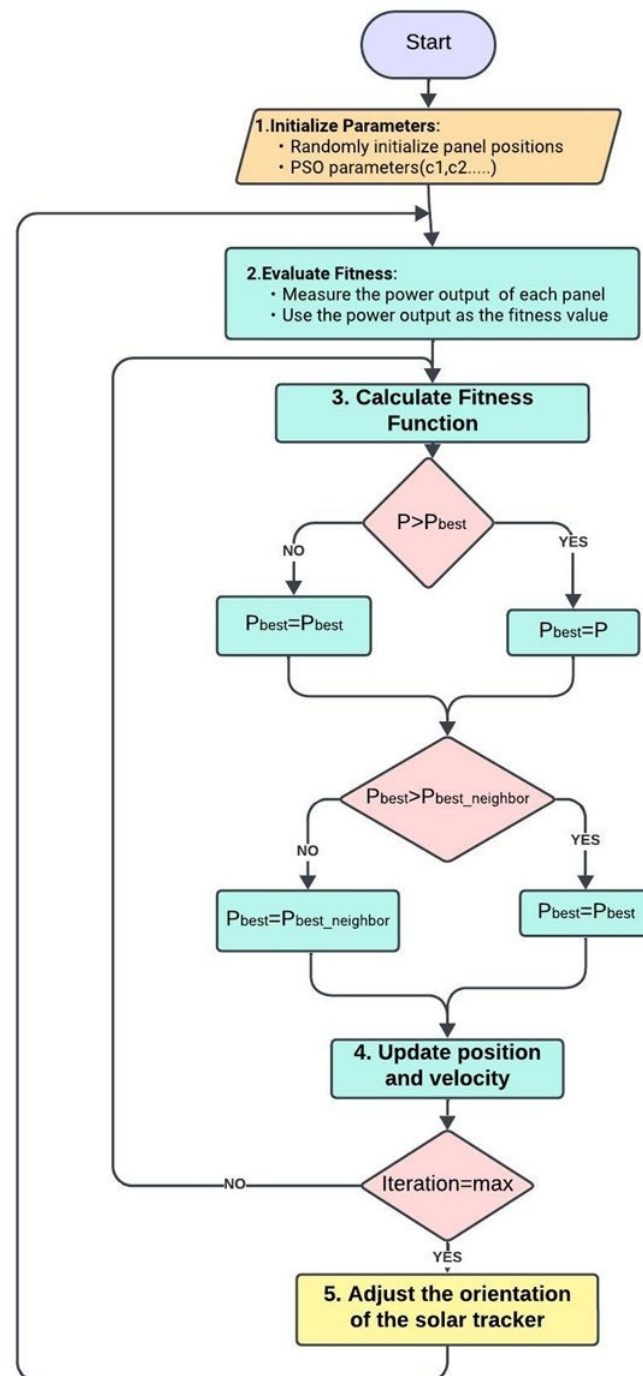 Start
1.Initialize Parameters:
• Randomly initialize panel positions
• PSO parameters(c1,c2.....)
2.Evaluate Fitness:
• Measure the power output of each panel
• Use the power output as the fitness value
3. Calculate Fitness
Function
P>Pbest
NO
YES
Pbest=Pbest
Pbest=P
Pbest>Pbest_neighbor
NO
YES
Pbest=Pbest_neighbor
Pbest=Pbest
4. Update position
and velocity
Iteration=max
NO
YES
5. Adjust the orientation
of the solar tracker